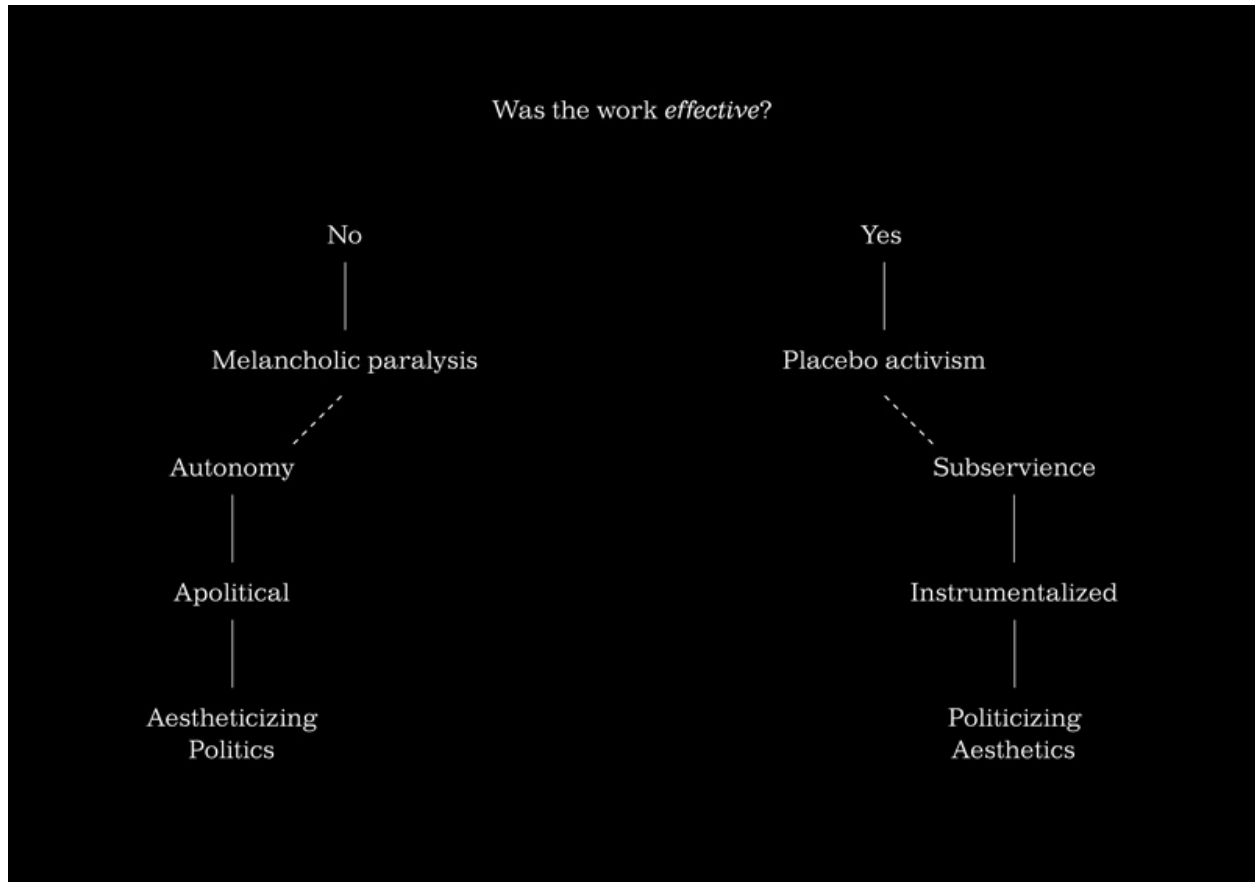 Was the work effective?
No
Yes
Melancholic paralysis
Placebo activism
Autonomy
Subservience
Apolitical
Instrumentalized
Aestheticizing
Politics
Politicizing
Aesthetics